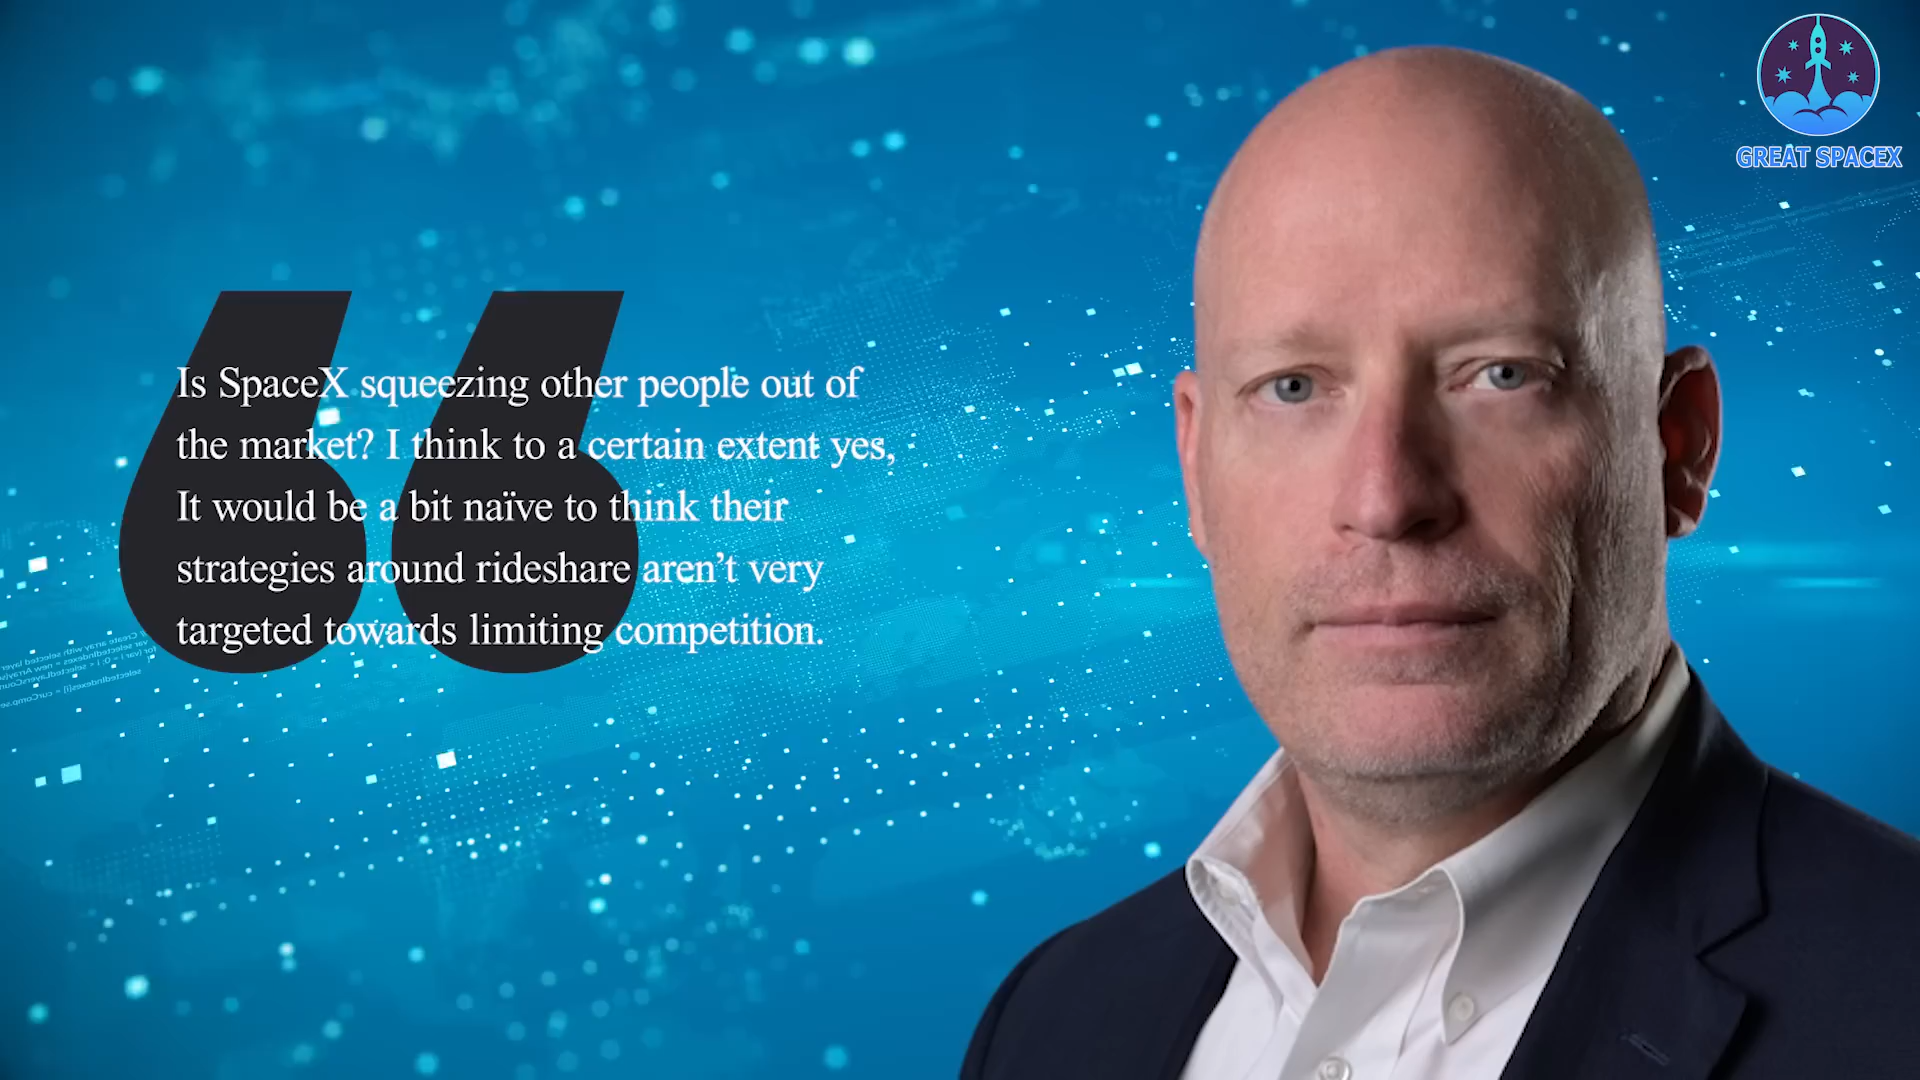 GREAT SPACEX
Is SpaceX squeezing other people out of
the market? I think to a certain extent yes,
It would be a bit naïve to think their
strategies around rideshare aren’t very
targeted towards limiting competition.